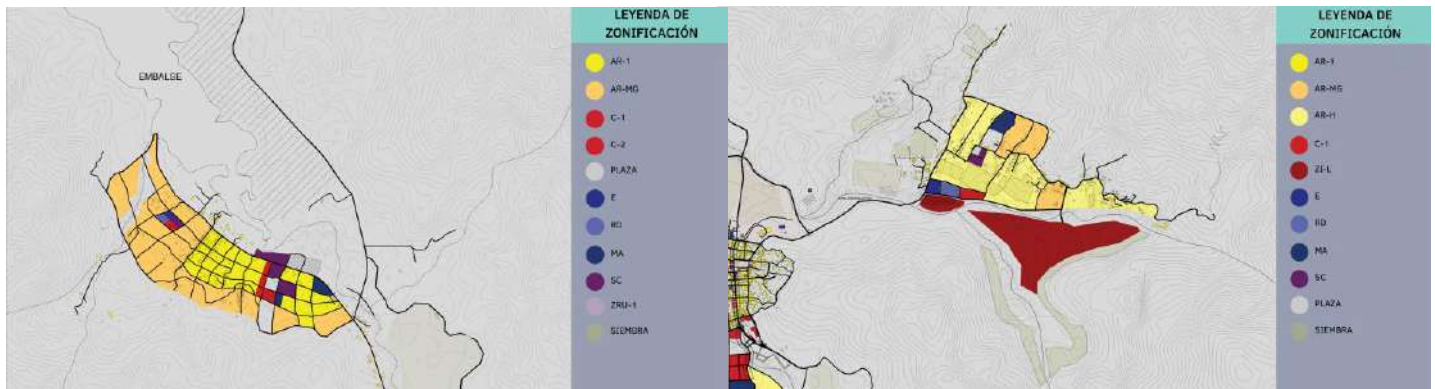 EMBALGE
LEYENDA DE
ZONIFICACIÓN
AR-1
AR-MG
C-1
C-2
PLAZA
E
RD
MA
SC
ZRU-1
SIEMBRA
LEYENDA DE
ZONIFICACIÓN
AR-1
AR-MG
AR-H
C-1
ZI-L
E
RD
MA
SC
PLAZA
SIEMBRA